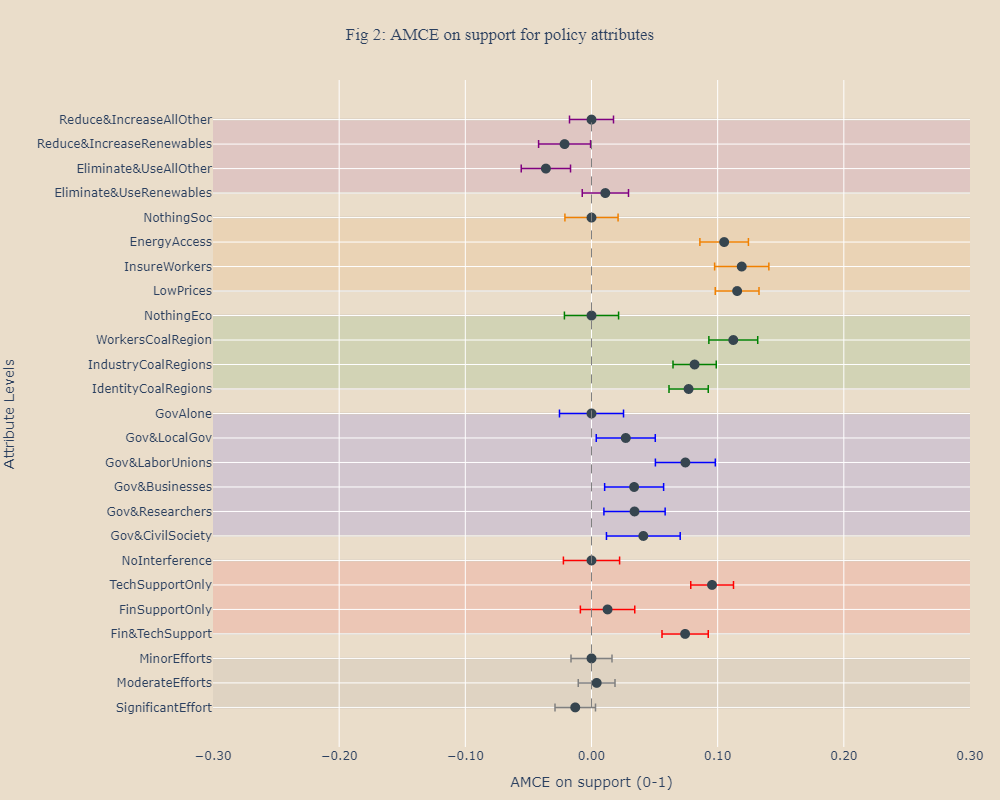 Fig 2: AMCE on support for policy attributes
Reduce&IncreaseAllOther
Reduce&IncreaseRenewables
Eliminate&UseAllOther
Eliminate&UseRenewables
NothingSoc
EnergyAccess
InsureWorkers
LowPrices
NothingEco
WorkersCoalRegion
IndustryCoalRegions
IdentityCoalRegions
GovAlone
Gov&LocalGov
Gov&LaborUnions
Gov&Businesses
Gov&Researchers
Gov&CivilSociety
NoInterference
TechSupportOnly
FinSupportOnly
Fin&TechSupport
MinorEfforts
ModerateEfforts
SignificantEffort
Attribute Levels
−0.30 −0.20 −0.10 0.00 0.10 0.20 0.30
AMCE on support (0-1)